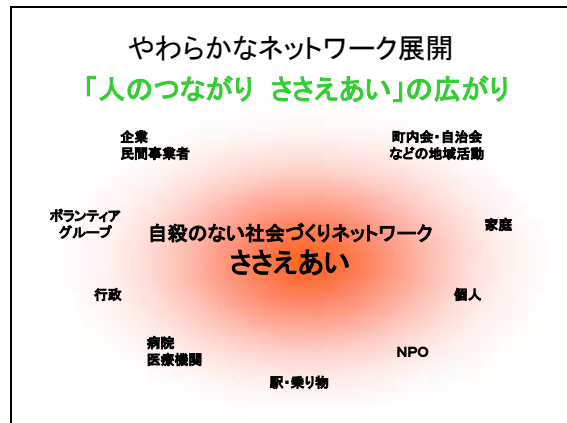 やわらかなネットワーク展開
「人のつながり ささえあい」の広がり
企業
民間事業者
町内会・自治会
などの地域活動
ボランティア
グループ
自殺のない社会づくりネットワーク
ささえあい
家庭
行政
個人
病院
医療機関
NPO
駅・乗り物